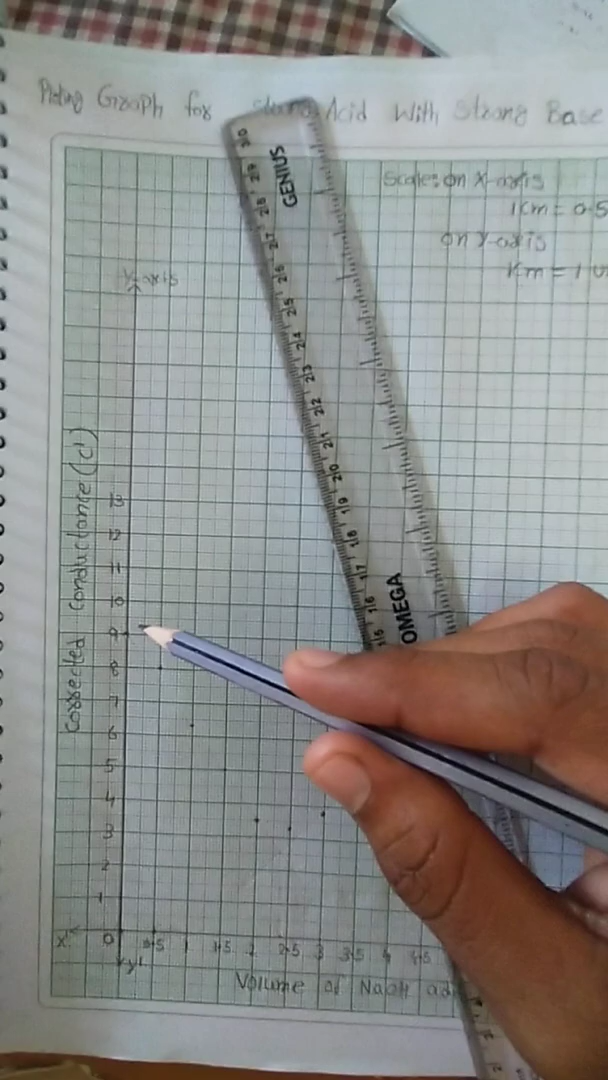 Ploting Graph for Strong Acid With Strong Base
Scale: on X-axis
1cm = 0.5
on Y-axis
1cm = 1 U
Y-axis
Corrected Conductance (c')
13
12
11
10
9
8
7
6
5
4
3
2
1
X' 0 0.5 1 1.5 2 2.5 3 3.5 4 4.5
Y'
Volume of NaOH ad
GENIUS
OMEGA
30 29 28 27 26 25 24 23 22 21 20 19 18 17 16 15